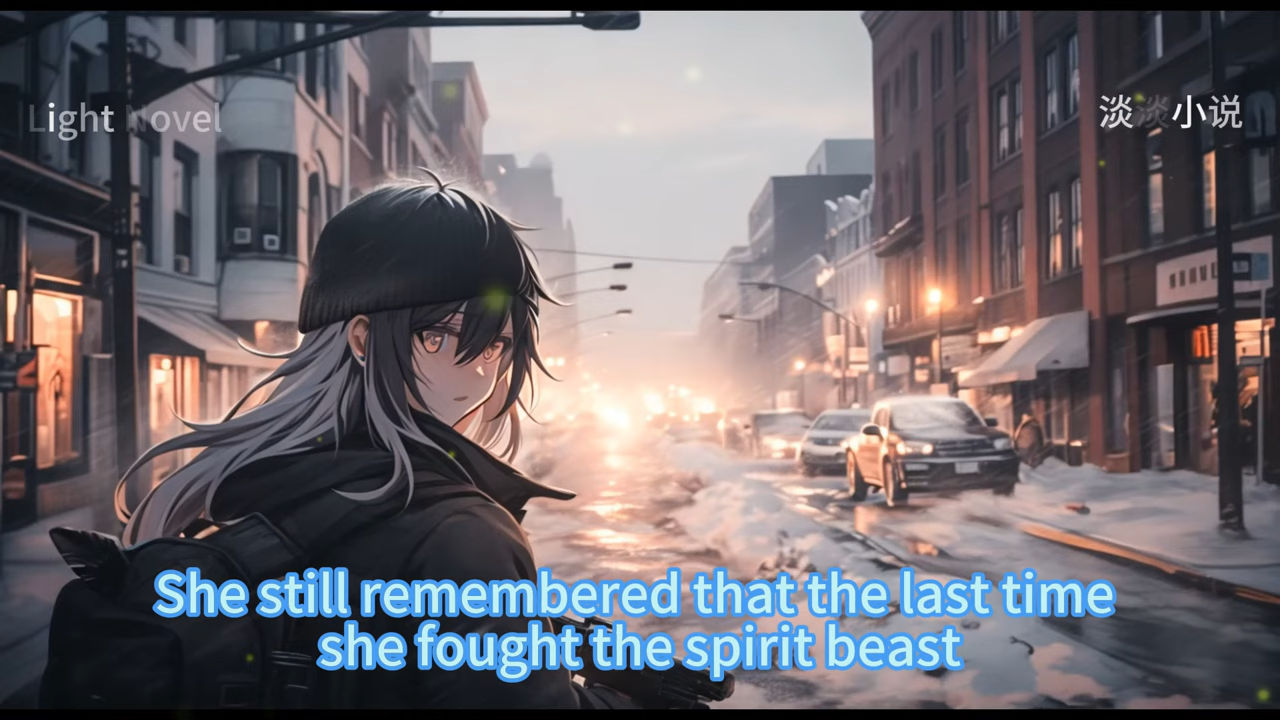 Light Novel
淡淡小说
She still remembered that the last time
she fought the spirit beast